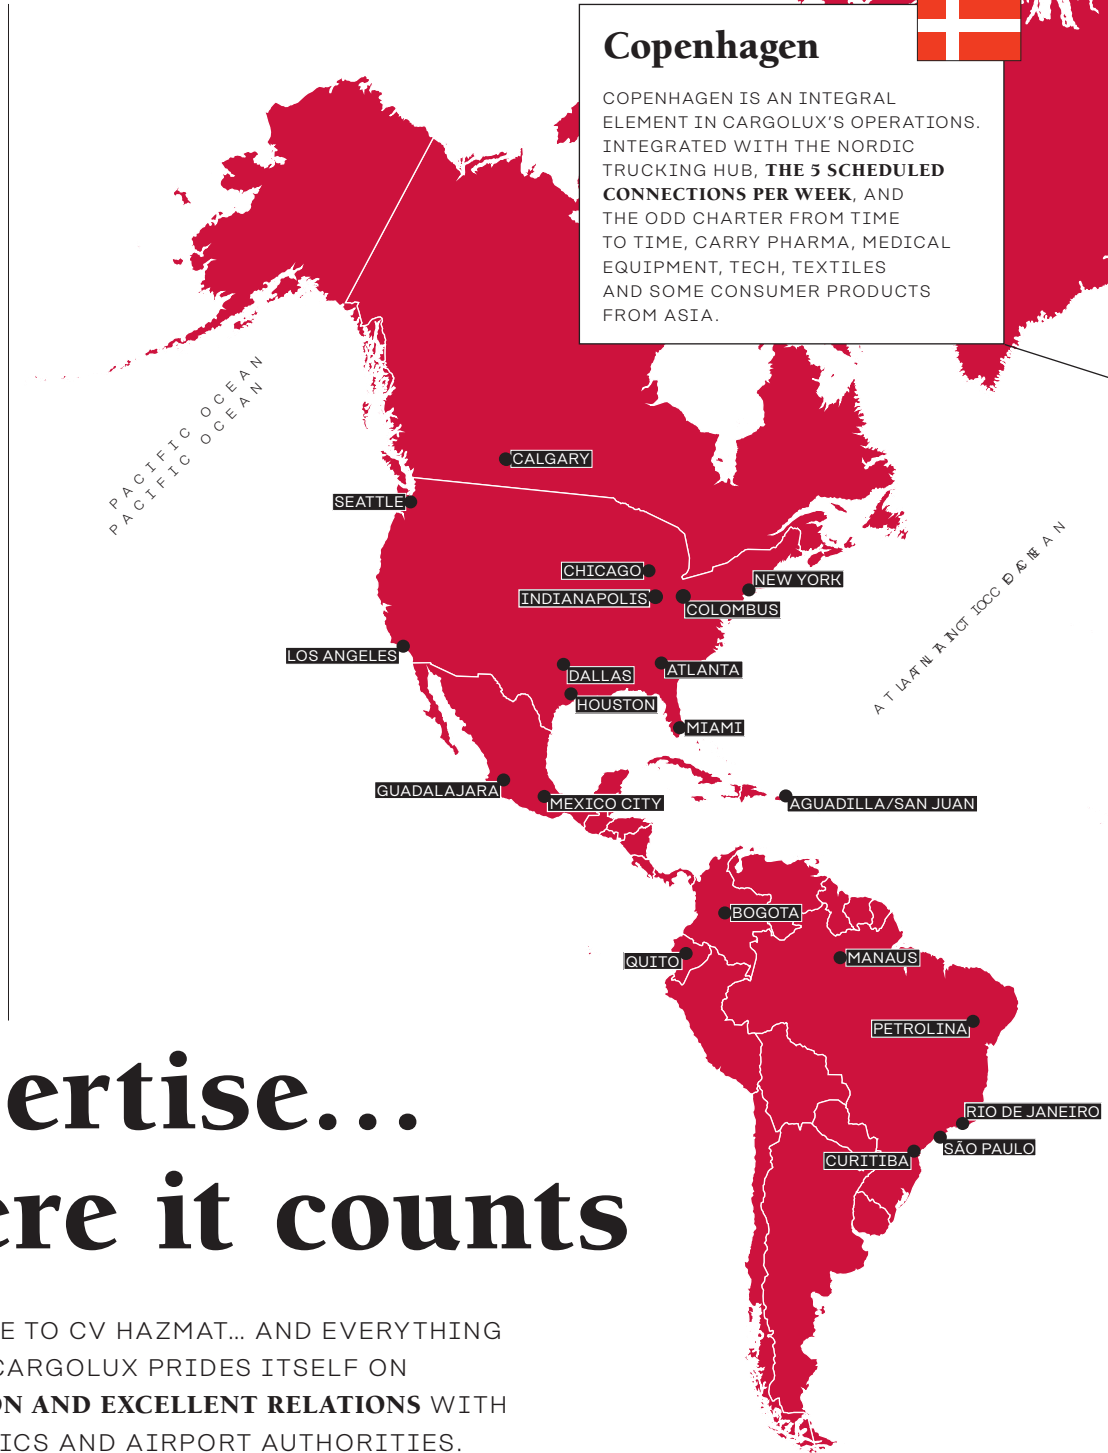 Copenhagen
COPENHAGEN IS AN INTEGRAL
ELEMENT IN CARGOLUX'S OPERATIONS.
INTEGRATED WITH THE NORDIC
TRUCKING HUB, THE 5 SCHEDULED
CONNECTIONS PER WEEK, AND
THE ODD CHARTER FROM TIME
TO TIME, CARRY PHARMA, MEDICAL
EQUIPMENT, TECH, TEXTILES
AND SOME CONSUMER PRODUCTS
FROM ASIA.
PACIFIC OCEAN
PACIFIC OCEAN
CALGARY
SEATTLE
CHICAGO
NEW YORK
INDIANAPOLIS
COLOMBUS
LOS ANGELES
ATLANTA
DALLAS
HOUSTON
MIAMI
GUADALAJARA
MEXICO CITY
AGUADILLA/SAN JUAN
BOGOTA
QUITO
MANAUS
PETROLINA
RIO DE JANEIRO
SÃO PAULO
CURITIBA
ertise...
ere it counts
E TO CV HAZMAT... AND EVERYTHING
CARGOLUX PRIDES ITSELF ON
ON AND EXCELLENT RELATIONS WITH
ICS AND AIRPORT AUTHORITIES.